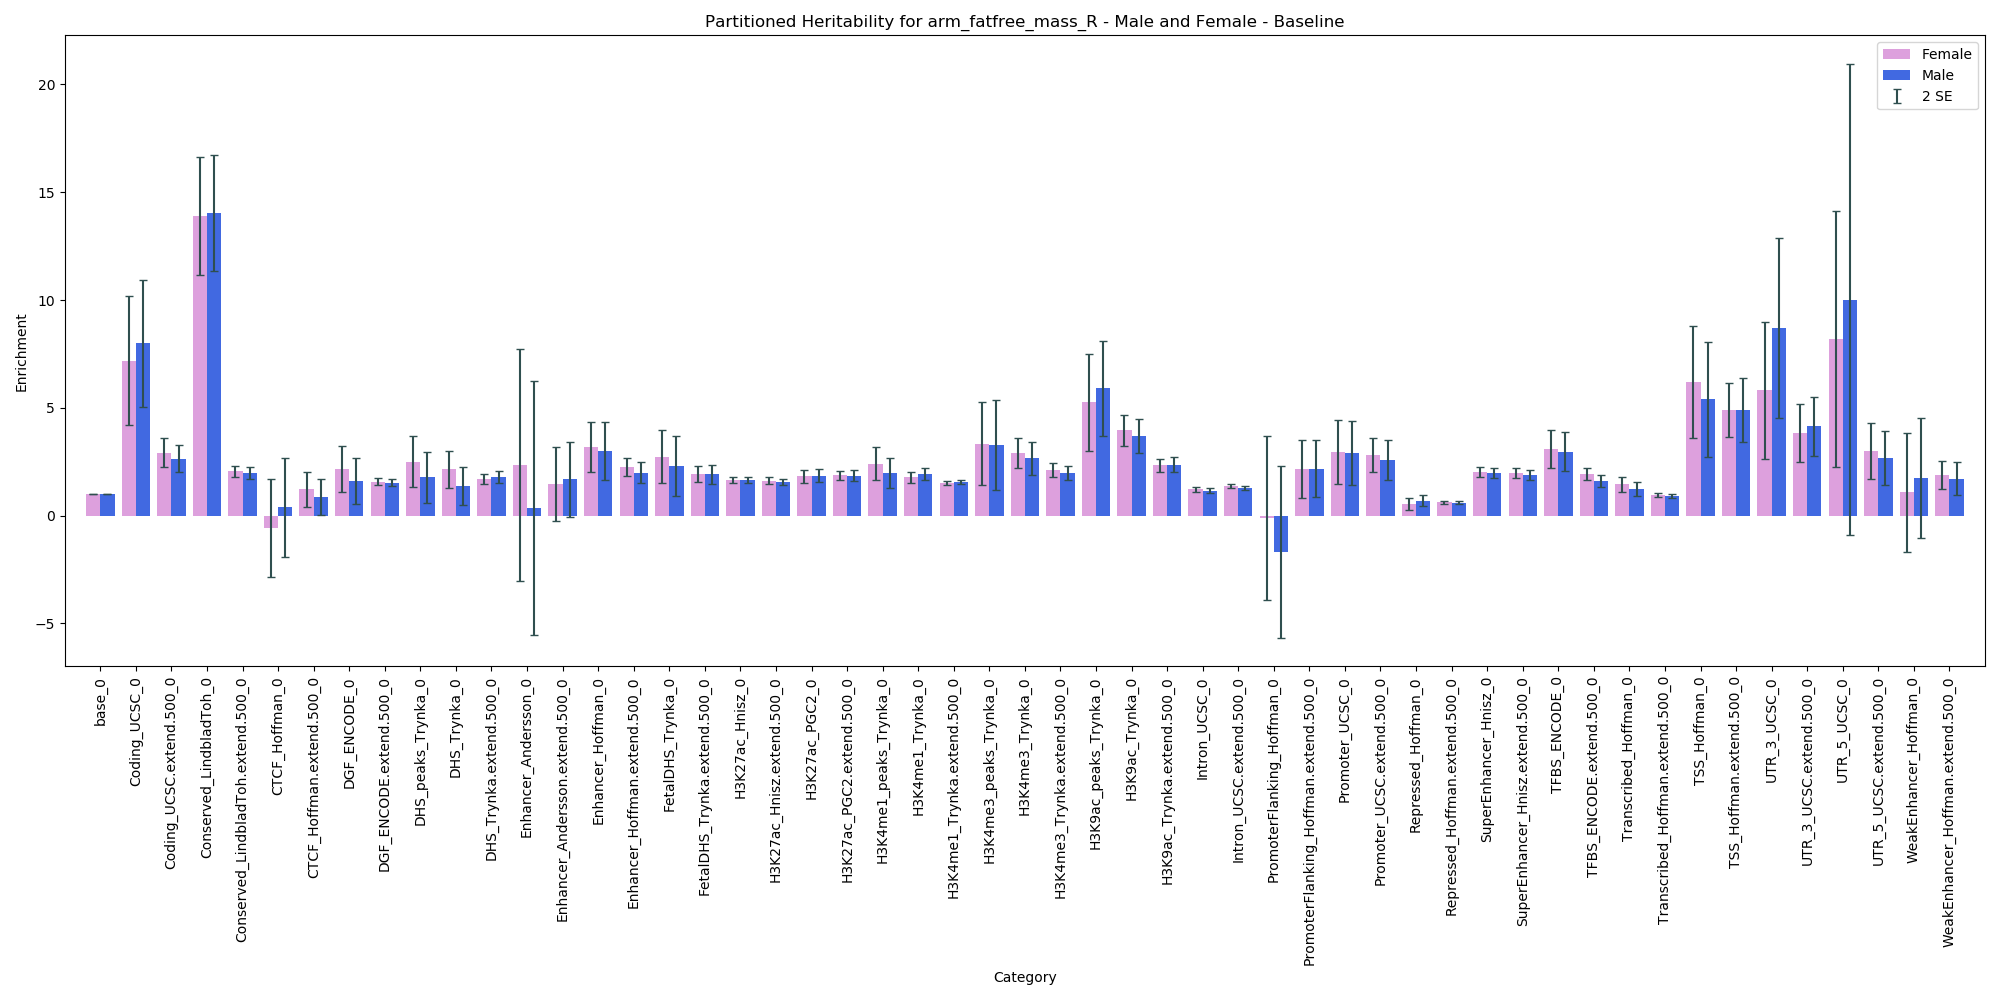 Partitioned Heritability for arm_fatfree_mass_R - Male and Female - Baseline
Female
Male
2 SE
Enrichment
20
15
10
5
0
−5
base_0
Coding_UCSC_0
Coding_UCSC.extend.500_0
Conserved_LindbladToh_0
Conserved_LindbladToh.extend.500_0
CTCF_Hoffman_0
CTCF_Hoffman.extend.500_0
DGF_ENCODE_0
DGF_ENCODE.extend.500_0
DHS_peaks_Trynka_0
DHS_Trynka_0
DHS_Trynka.extend.500_0
Enhancer_Andersson_0
Enhancer_Andersson.extend.500_0
Enhancer_Hoffman_0
Enhancer_Hoffman.extend.500_0
FetalDHS_Trynka_0
FetalDHS_Trynka.extend.500_0
H3K27ac_Hnisz_0
H3K27ac_Hnisz.extend.500_0
H3K27ac_PGC2_0
H3K27ac_PGC2.extend.500_0
H3K4me1_peaks_Trynka_0
H3K4me1_Trynka_0
H3K4me1_Trynka.extend.500_0
H3K4me3_peaks_Trynka_0
H3K4me3_Trynka_0
H3K4me3_Trynka.extend.500_0
H3K9ac_peaks_Trynka_0
H3K9ac_Trynka_0
H3K9ac_Trynka.extend.500_0
Intron_UCSC_0
Intron_UCSC.extend.500_0
PromoterFlanking_Hoffman_0
PromoterFlanking_Hoffman.extend.500_0
Promoter_UCSC_0
Promoter_UCSC.extend.500_0
Repressed_Hoffman_0
Repressed_Hoffman.extend.500_0
SuperEnhancer_Hnisz_0
SuperEnhancer_Hnisz.extend.500_0
TFBS_ENCODE_0
TFBS_ENCODE.extend.500_0
Transcribed_Hoffman_0
Transcribed_Hoffman.extend.500_0
TSS_Hoffman_0
TSS_Hoffman.extend.500_0
UTR_3_UCSC_0
UTR_3_UCSC.extend.500_0
UTR_5_UCSC_0
UTR_5_UCSC.extend.500_0
WeakEnhancer_Hoffman_0
WeakEnhancer_Hoffman.extend.500_0
Category